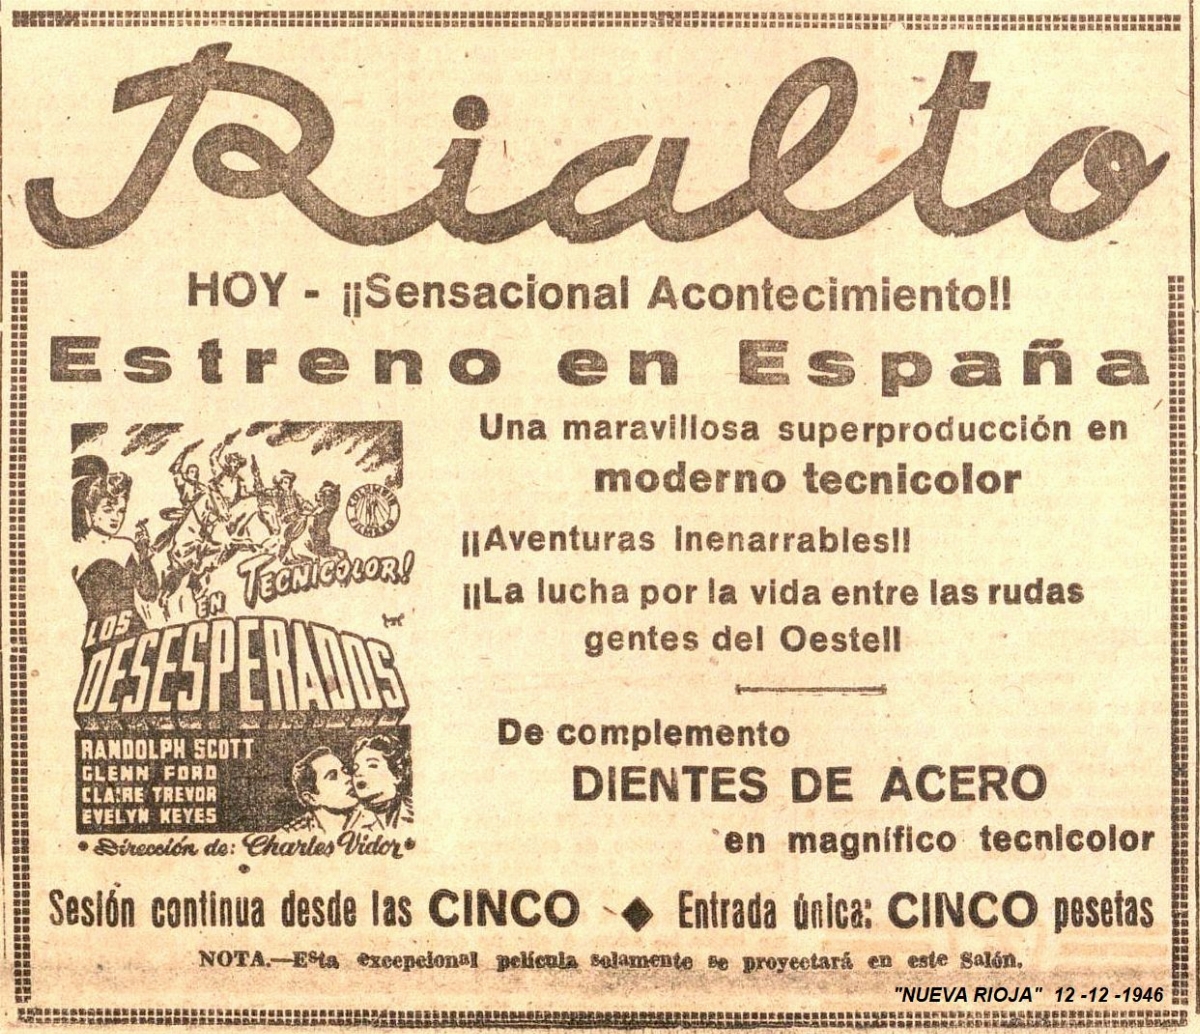 Rialto
HOY - ¡¡Sensacional Acontecimiento!!
Estreno en España
Una maravillosa superproducción en
moderno tecnicolor
¡¡Aventuras Inenarrables!!
¡¡La lucha por la vida entre las rudas
gentes del Oeste!!
COLUMBIA
EN TECNICOLOR!
LOS
DESESPERADOS
RANDOLPH SCOTT
GLENN FORD
CLAIRE TREVOR
EVELYN KEYES
Dirección de: Charles Vidor
De complemento
DIENTES DE ACERO
en magnífico tecnicolor
Sesión continua desde las CINCO ◆ Entrada única: CINCO pesetas
NOTA.—Esta excepcional película solamente se proyectará en este Salón.
"NUEVA RIOJA" 12 -12 -1946